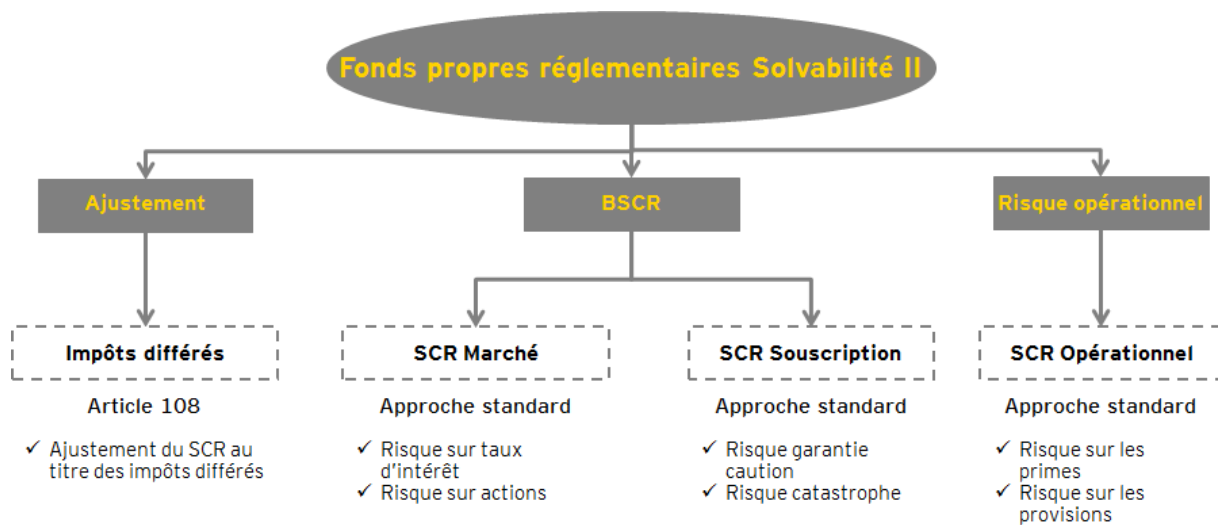 Fonds propres réglementaires Solvabilité II
Ajustement
BSCR
Risque opérationnel
Impôts différés
SCR Marché
SCR Souscription
SCR Opérationnel
Article 108
Approche standard
Approche standard
Approche standard
✓ Ajustement du SCR au
titre des impôts différés
✓ Risque sur taux
d'intérêt
✓ Risque sur actions
✓ Risque garantie
caution
✓ Risque catastrophe
✓ Risque sur les
primes
✓ Risque sur les
provisions